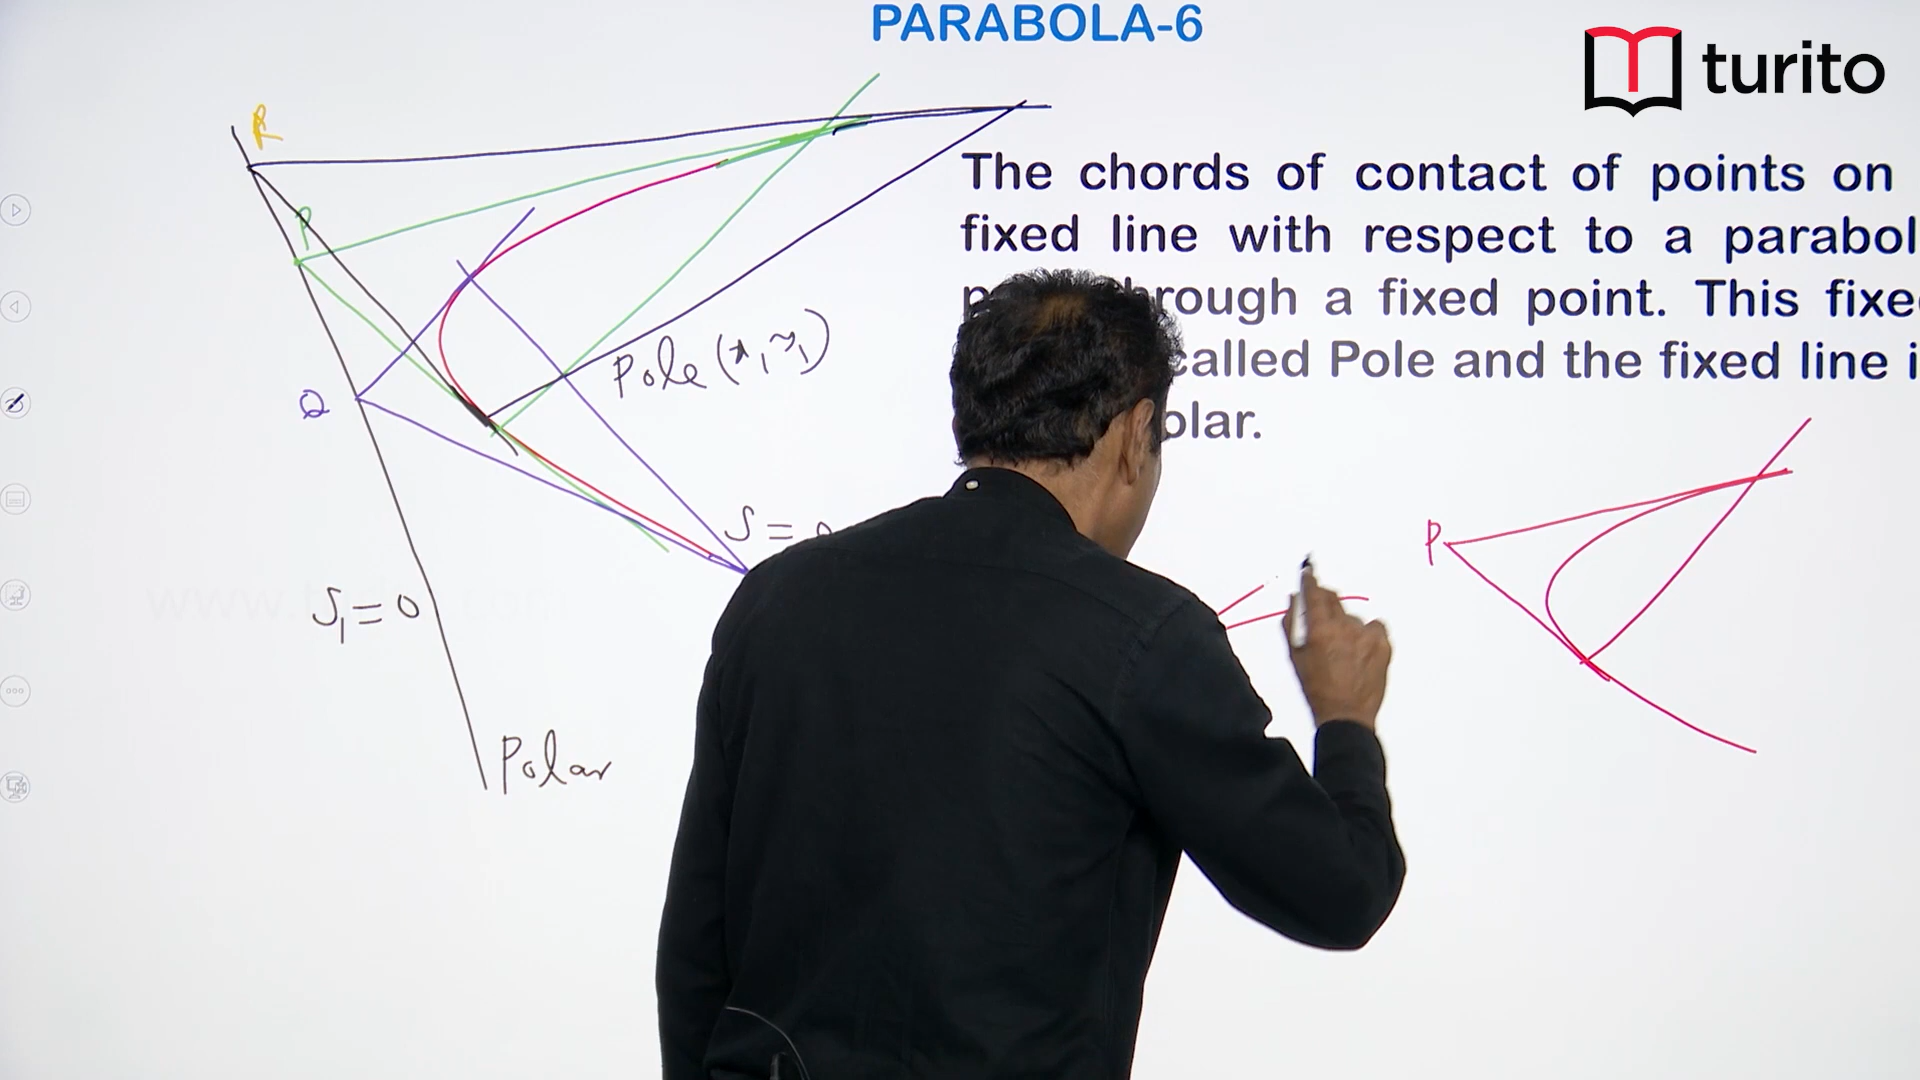 PARABOLA-6
turito
The chords of contact of points on
fixed line with respect to a parabol
through a fixed point. This fixe
called Pole and the fixed line i
olar.
R
P
Q
Pole (x₁, y₁)
S = 0
S₁ = 0
Polar
P